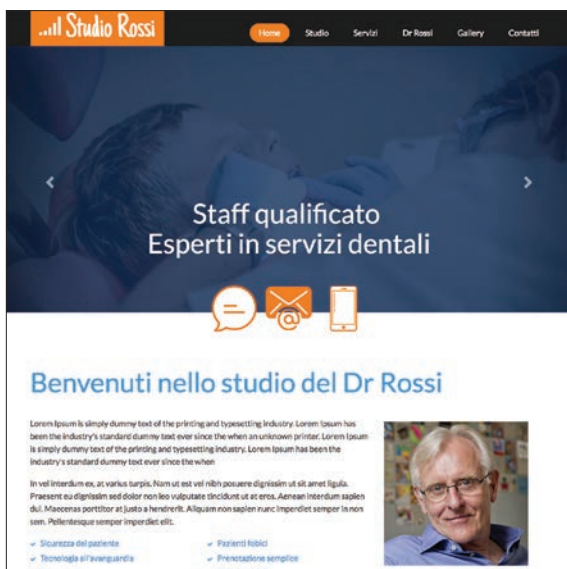 Studio Rossi
Home Studio Servizi Dr Rossi Gallery Contatti
Staff qualificato
Esperti in servizi dentali
@
Benvenuti nello studio del Dr Rossi
Lorem Ipsum is simply dummy text of the printing and typesetting industry. Lorem Ipsum has
been the industry's standard dummy text ever since the when an unknown printer. Lorem Ipsum
is simply dummy text of the printing and typesetting industry. Lorem Ipsum has been the
industry's standard dummy text ever since the when
In vel interdum ex, at varius turpis. Nam ut est vel nibh posuere dignissim ut sit amet ligula.
Praesent eu dignissim sed dolor non leo vulputate tincidunt ut at eros. Aenean interdum sapien
dui. Maecenas porttitor at justo a hendrerit. Aliquam non sapien nunc imperdiet semper in non
sem. Pellentesque semper imperdiet elit.
Sicurezza del paziente Pazienti fobici
Tecnologia all'avanguardia Prenotazione semplice